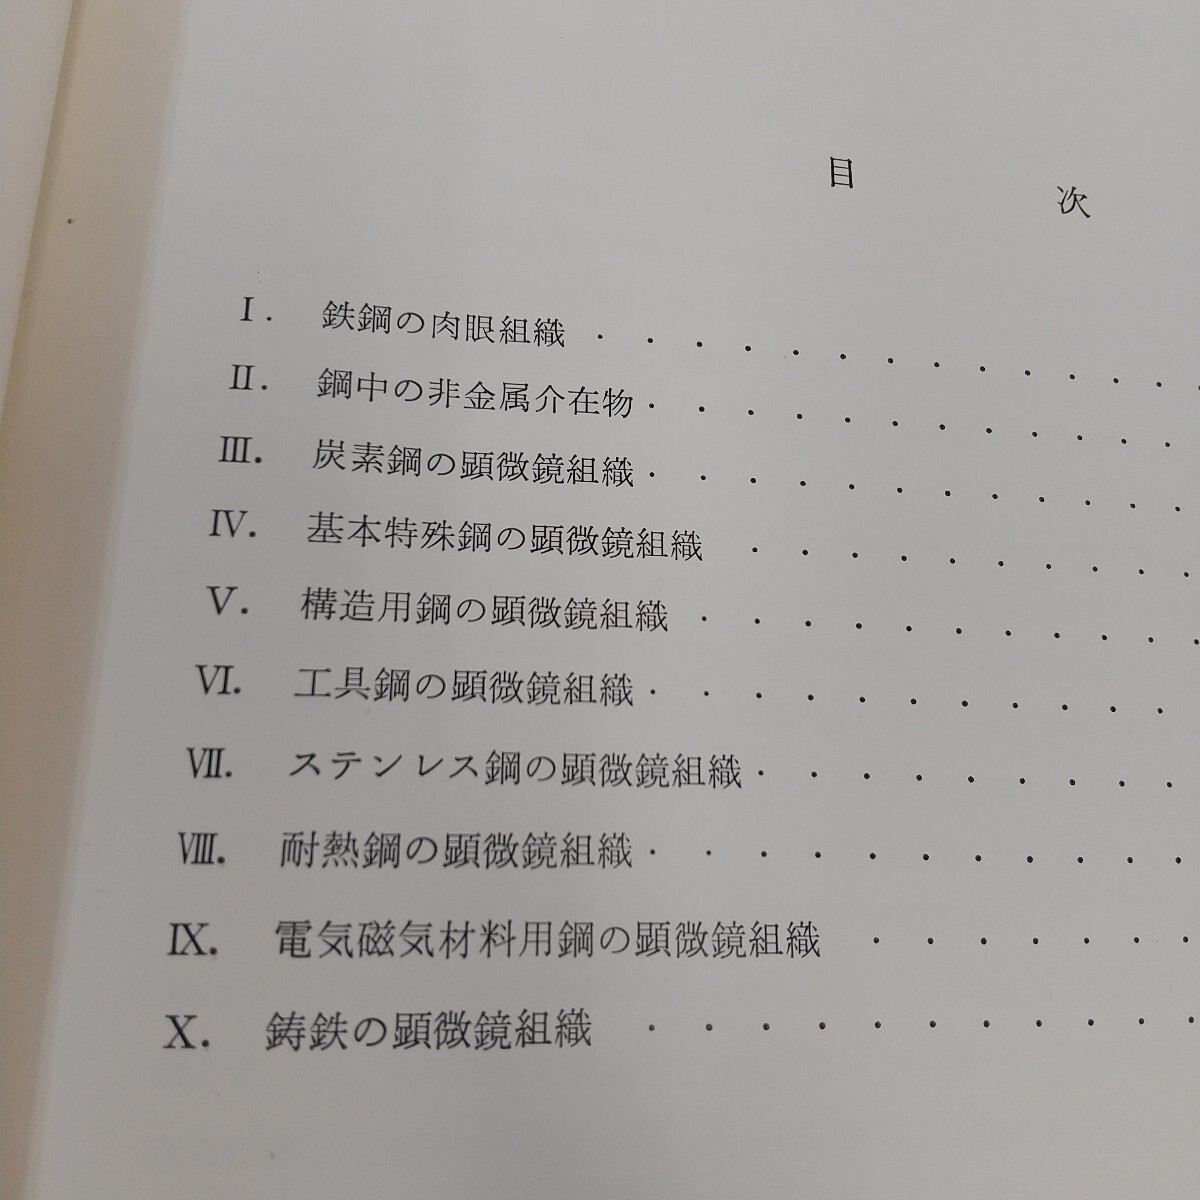 目 次
Ⅰ. 鉄鋼の肉眼組織 ・・・・・・・・・・・・・
Ⅱ. 鋼中の非金属介在物・・・・・・・・・・・・
Ⅲ. 炭素鋼の顕微鏡組織・・・・・・・・・・・・
Ⅳ. 基本特殊鋼の顕微鏡組織 ・・・・・・・・・・
Ⅴ. 構造用鋼の顕微鏡組織・・・・・・・・・・・
Ⅵ. 工具鋼の顕微鏡組織・・・・・・・・・・・
Ⅶ. ステンレス鋼の顕微鏡組織・・・・・・・・・
Ⅷ. 耐熱鋼の顕微鏡組織・・・・・・・・・・・
Ⅸ. 電気磁気材料用鋼の顕微鏡組織 ・・・・・・・
Ⅹ. 鋳鉄の顕微鏡組織 ・・・・・・・・・・・